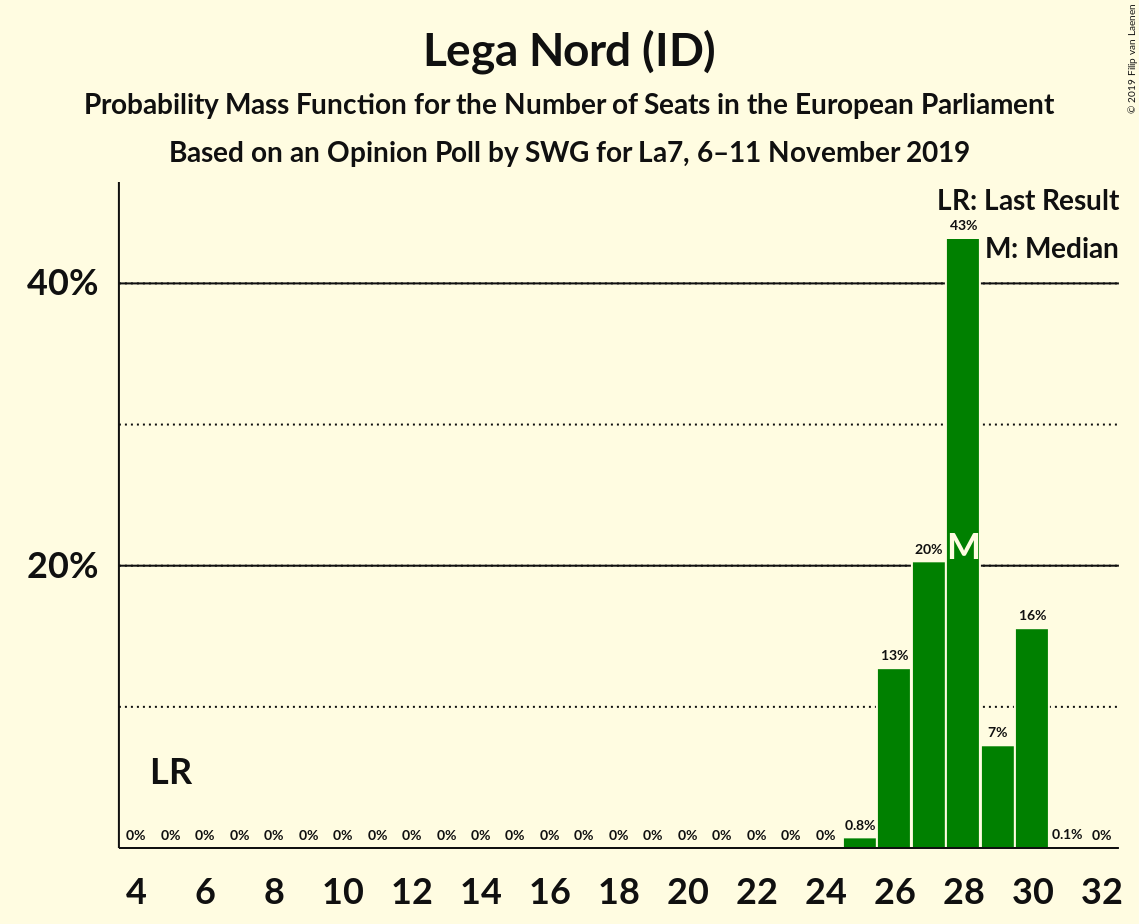 Lega Nord (ID)
Probability Mass Function for the Number of Seats in the European Parliament
Based on an Opinion Poll by SWG for La7, 6–11 November 2019
© 2019 Filip van Laenen
LR: Last Result
M: Median
40%
20%
43%
M
20%
16%
13%
7%
LR
0% 0% 0% 0% 0% 0% 0% 0% 0% 0% 0% 0% 0% 0% 0% 0% 0% 0% 0% 0% 0% 0.8% 0.1% 0%
4 6 8 10 12 14 16 18 20 22 24 26 28 30 32